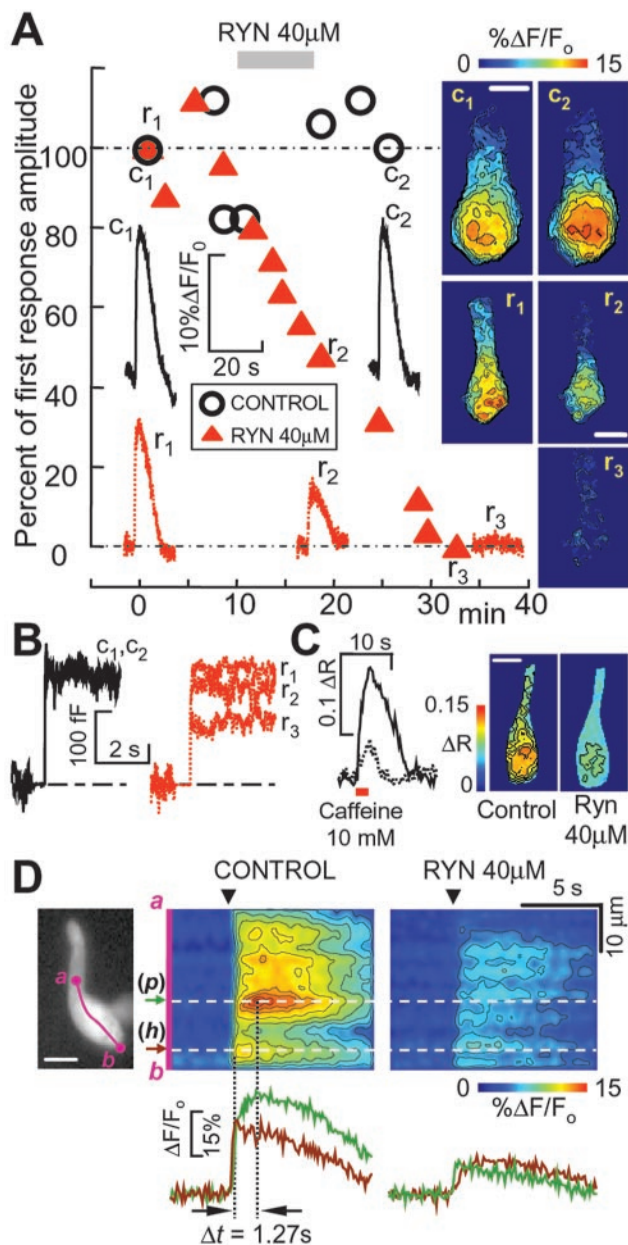 A
RYN 40µM
%ΔF/Fo
0 15
Percent of first response amplitude
100
80
60
40
20
0
r1
c1
c2
c1
c2
10%ΔF/F0
20 s
r2
CONTROL
RYN 40µM
r1
r2
r3
r3
0 10 20 30 40
min
c1 c2
r1 r2
r3
B
c1,c2
100 fF
2 s
r1
r2
r3
C
10 s
0.1 ΔR
Caffeine
10 mM
0.15
ΔR
0
Control
Ryn
40µM
D
CONTROL
RYN 40µM
5 s
10 µm
a
a
b
(p)
(h)
b
0 15
%ΔF/Fo
ΔF/Fo
15%
Δt = 1.27s